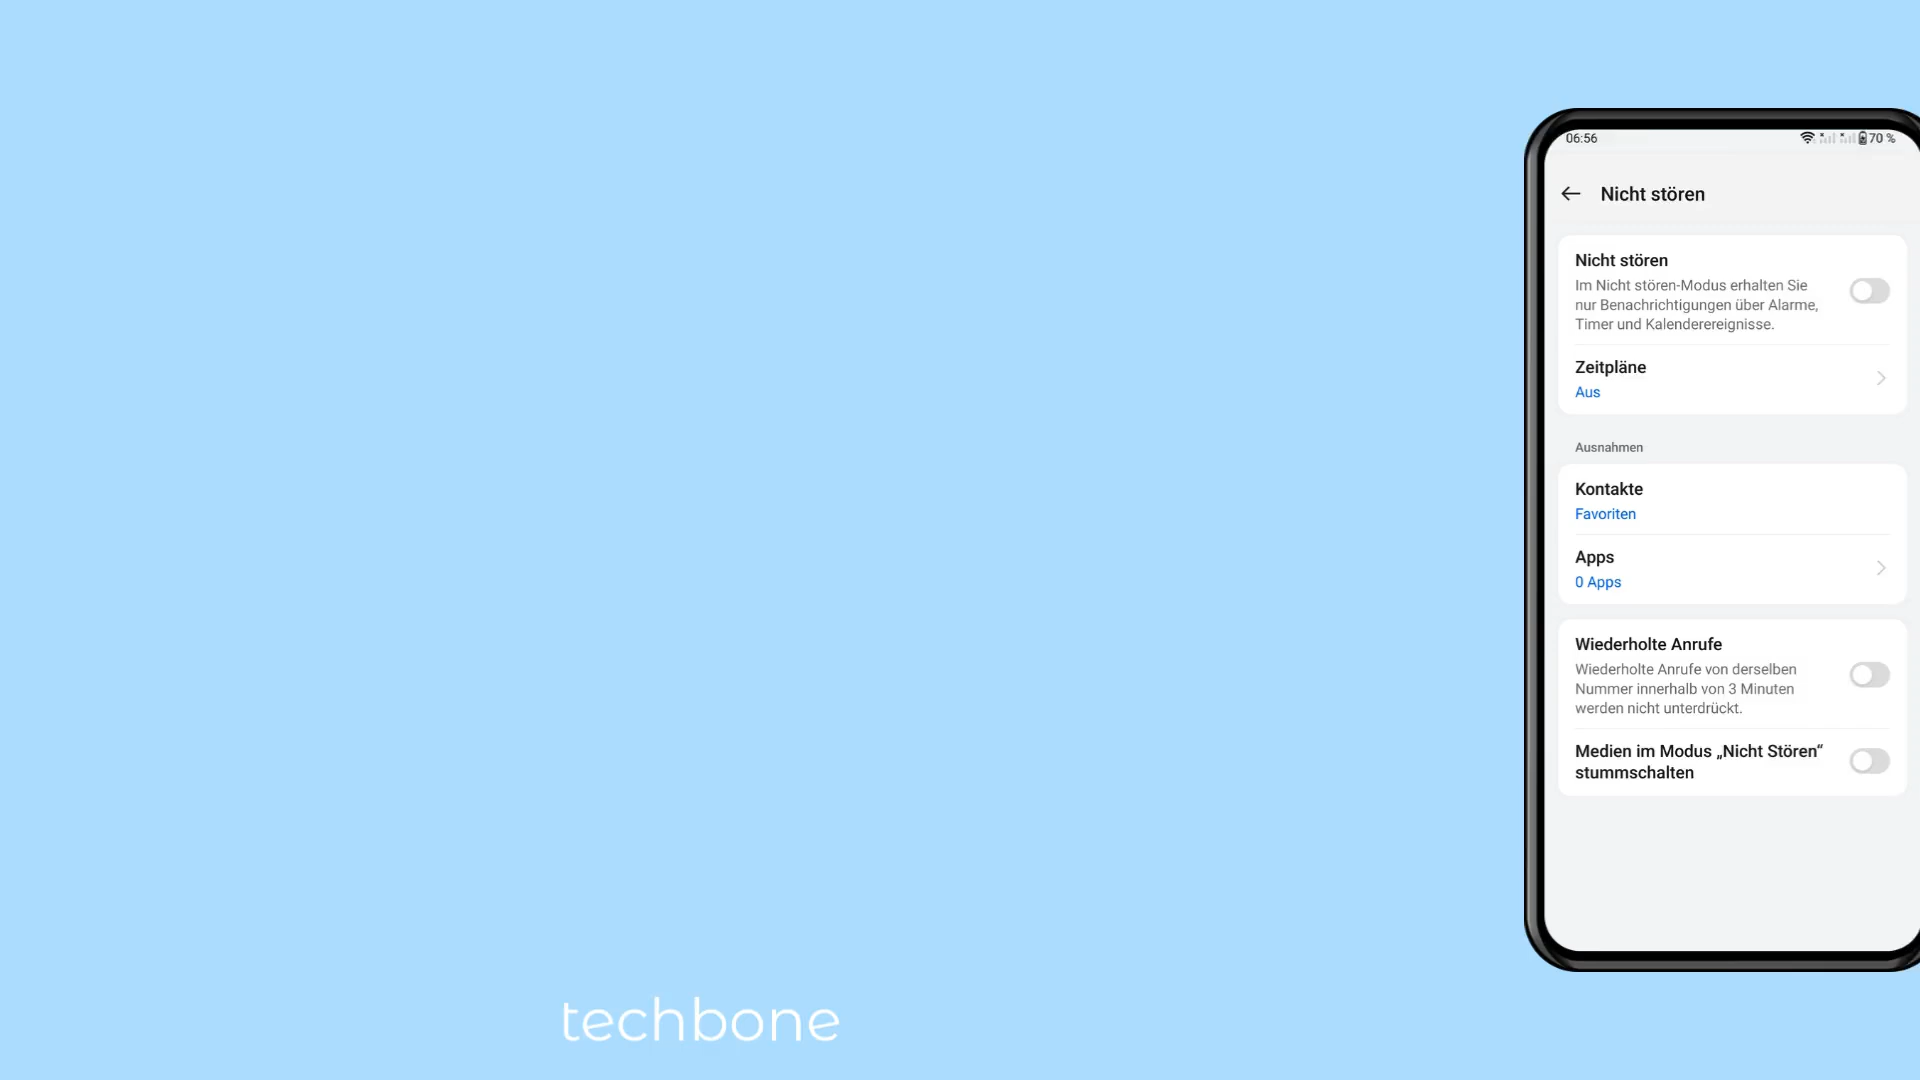 06:56
70 %
Nicht stören
Nicht stören
Im Nicht stören-Modus erhalten Sie
nur Benachrichtigungen über Alarme,
Timer und Kalenderereignisse.
Zeitpläne
Aus
Ausnahmen
Kontakte
Favoriten
Apps
0 Apps
Wiederholte Anrufe
Wiederholte Anrufe von derselben
Nummer innerhalb von 3 Minuten
werden nicht unterdrückt.
Medien im Modus „Nicht Stören“
stummschalten
techbone